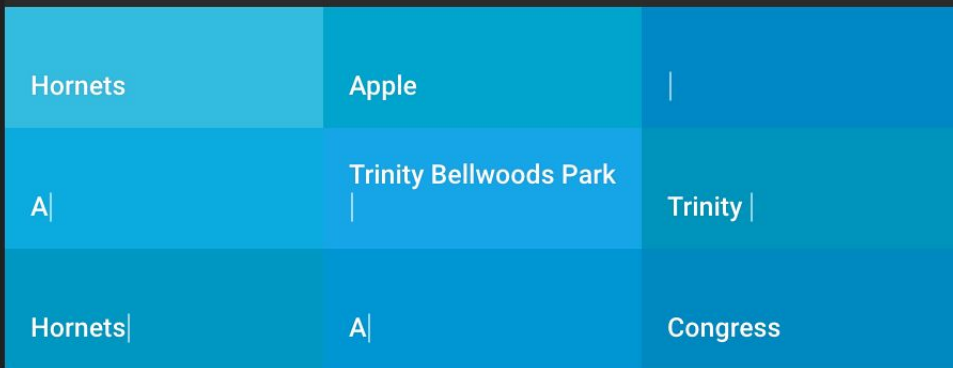 Hornets
Apple
A
Trinity Bellwoods Park
Trinity
Hornets
A
Congress